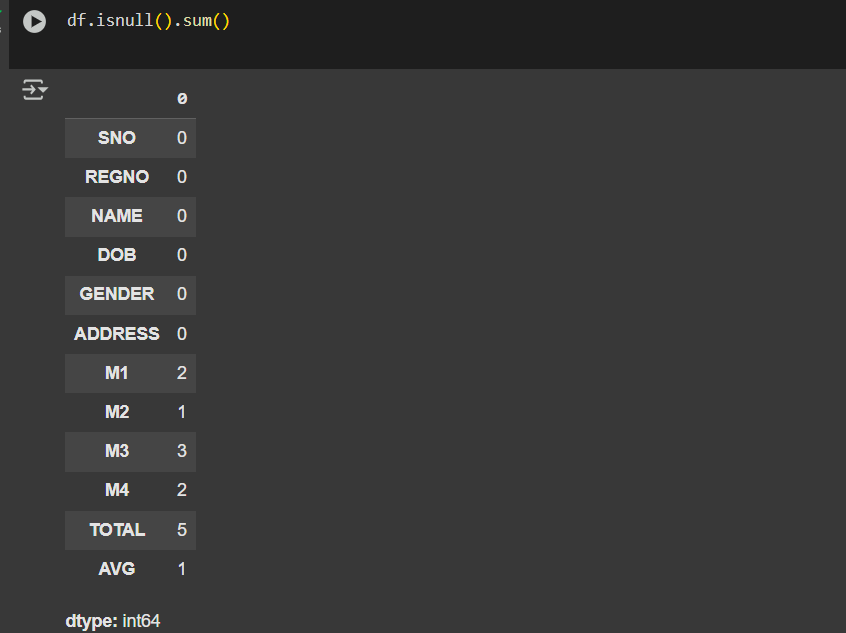 df.isnull().sum()
0
SNO 0
REGNO 0
NAME 0
DOB 0
GENDER 0
ADDRESS 0
M1 2
M2 1
M3 3
M4 2
TOTAL 5
AVG 1
dtype: int64